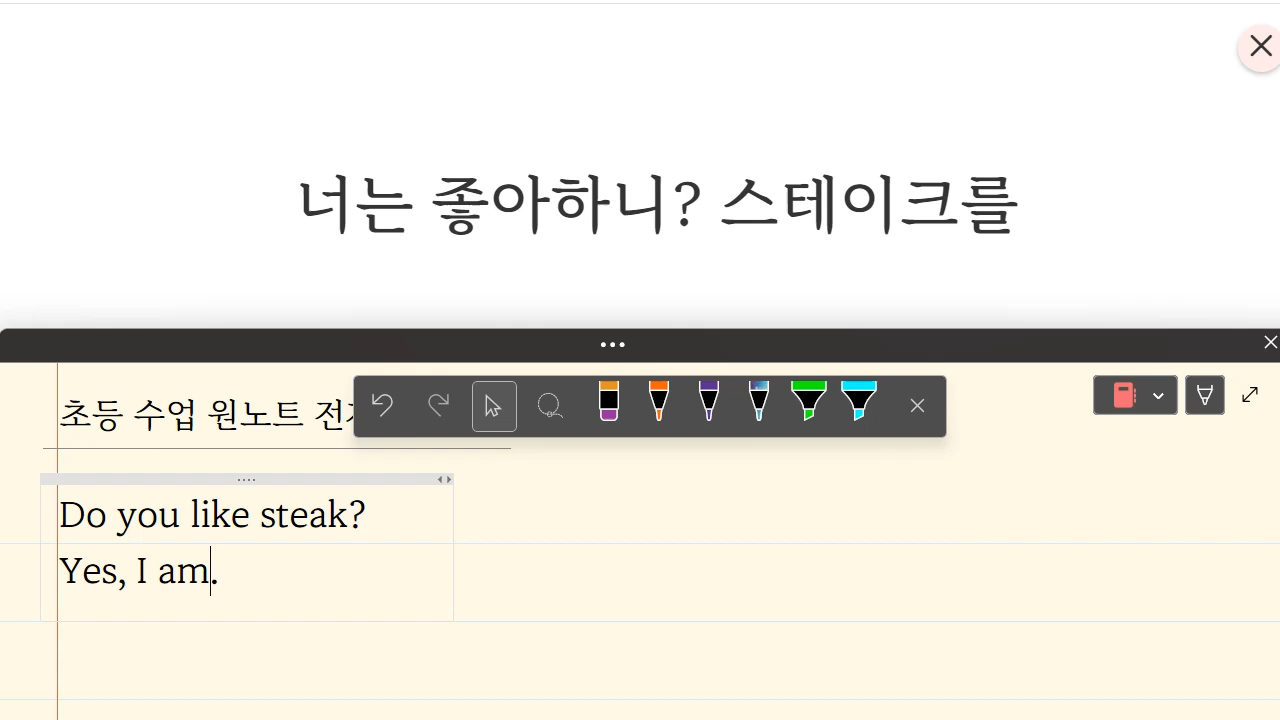 너는 좋아하니? 스테이크를
초등 수업 원노트
Do you like steak?
Yes, I am.